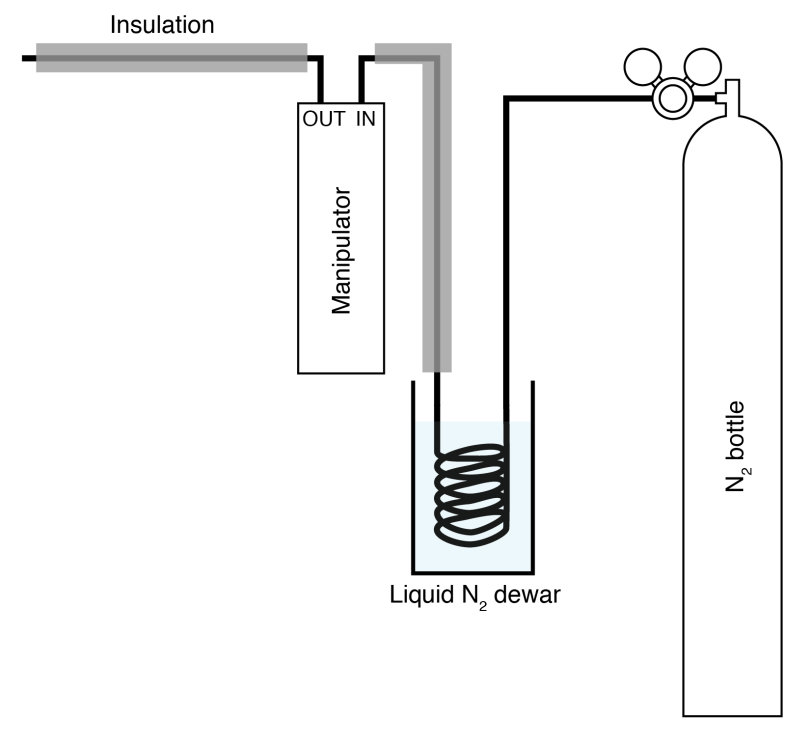 Insulation
OUT IN
Manipulator
N₂ bottle
Liquid N₂ dewar